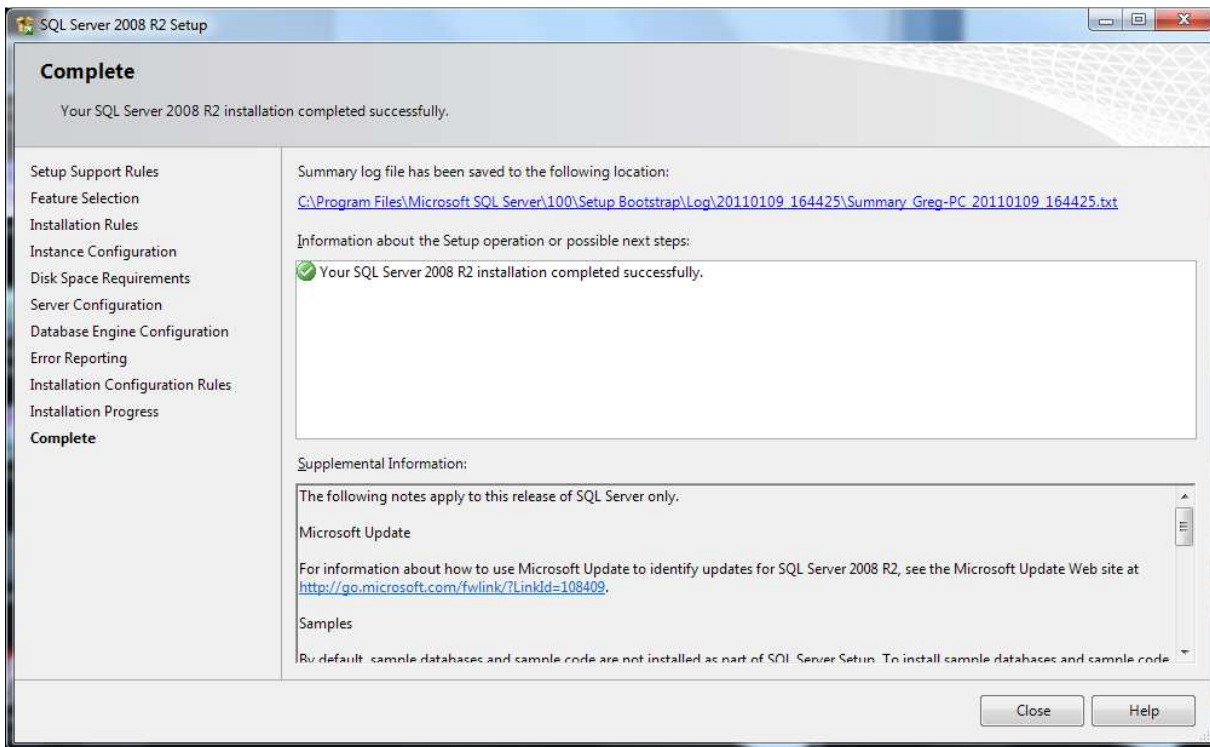 SQL Server 2008 R2 Setup
Complete
Your SQL Server 2008 R2 installation completed successfully.
Setup Support Rules
Feature Selection
Installation Rules
Instance Configuration
Disk Space Requirements
Server Configuration
Database Engine Configuration
Error Reporting
Installation Configuration Rules
Installation Progress
Complete
Summary log file has been saved to the following location:
C:\Program Files\Microsoft SQL Server\100\Setup Bootstrap\Log\20110109_164425\Summary_Greg-PC_20110109_164425.txt
Information about the Setup operation or possible next steps:
Your SQL Server 2008 R2 installation completed successfully.
Supplemental Information:
The following notes apply to this release of SQL Server only.
Microsoft Update
For information about how to use Microsoft Update to identify updates for SQL Server 2008 R2, see the Microsoft Update Web site at
http://go.microsoft.com/fwlink/?LinkId=108409.
Samples
By default, sample databases and sample code are not installed as part of SQL Server Setup. To install sample databases and sample code
Close
Help